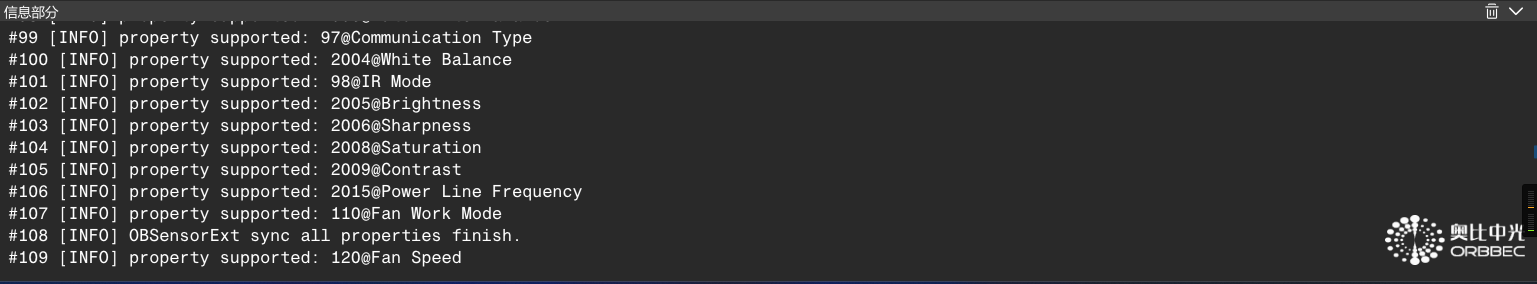 信息部分
#99 [INFO] property supported: 97@Communication Type
#100 [INFO] property supported: 2004@White Balance
#101 [INFO] property supported: 98@IR Mode
#102 [INFO] property supported: 2005@Brightness
#103 [INFO] property supported: 2006@Sharpness
#104 [INFO] property supported: 2008@Saturation
#105 [INFO] property supported: 2009@Contrast
#106 [INFO] property supported: 2015@Power Line Frequency
#107 [INFO] property supported: 110@Fan Work Mode
#108 [INFO] OBSensorExt sync all properties finish.
#109 [INFO] property supported: 120@Fan Speed
奥比中光
ORBBEC